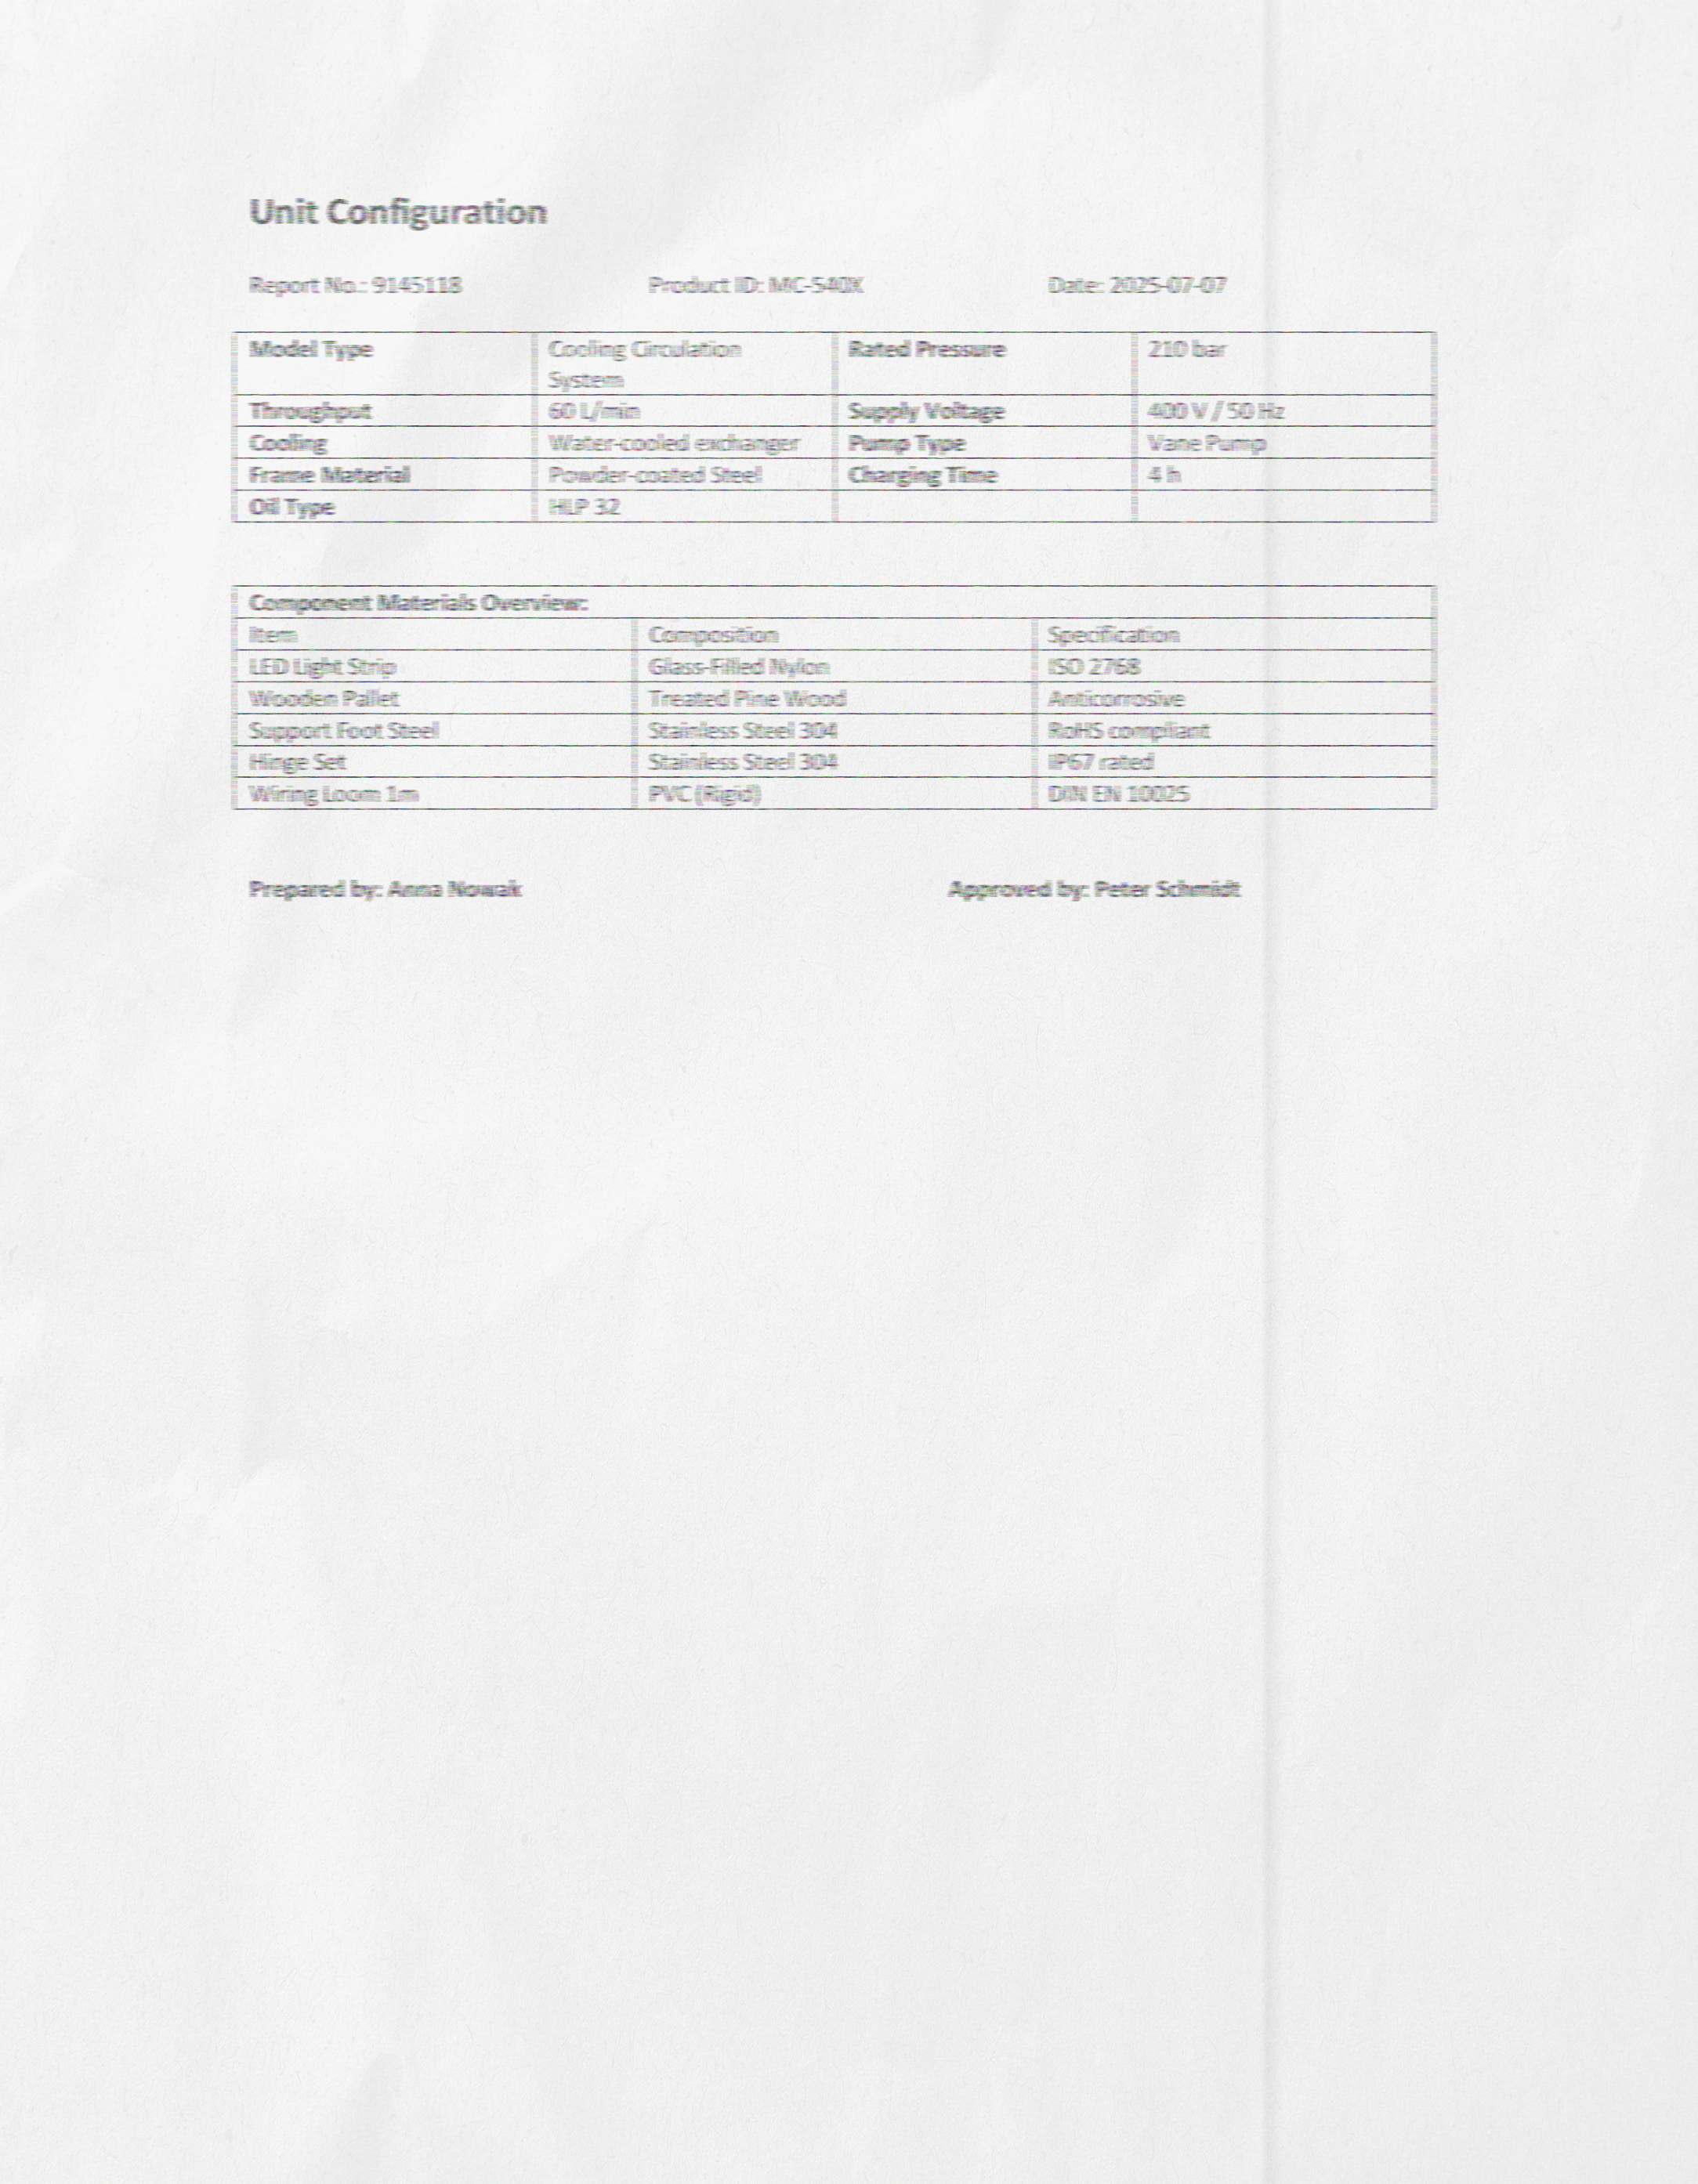 Unit Configuration
Report No.: 9145118 Product ID: MC-540X Date: 2025-07-07
Model Type Cooling Circulation System Rated Pressure 210 bar
Throughput 60 L/min Supply Voltage 400 V / 50 Hz
Cooling Water-cooled exchanger Pump Type Vane Pump
Frame Material Powder-coated Steel Charging Time 4 h
Oil Type HLP 32
Component Materials Overview:
Item Composition Specification
LED Light Strip Glass-Filled Nylon ISO 2768
Wooden Pallet Treated Pine Wood Anticorrosive
Support Foot Steel Stainless Steel 304 RoHS compliant
Hinge Set Stainless Steel 304 IP67 rated
Wiring Loom 1m PVC (Rigid) DIN EN 10025
Prepared by: Anna Nowak Approved by: Peter Schmidt